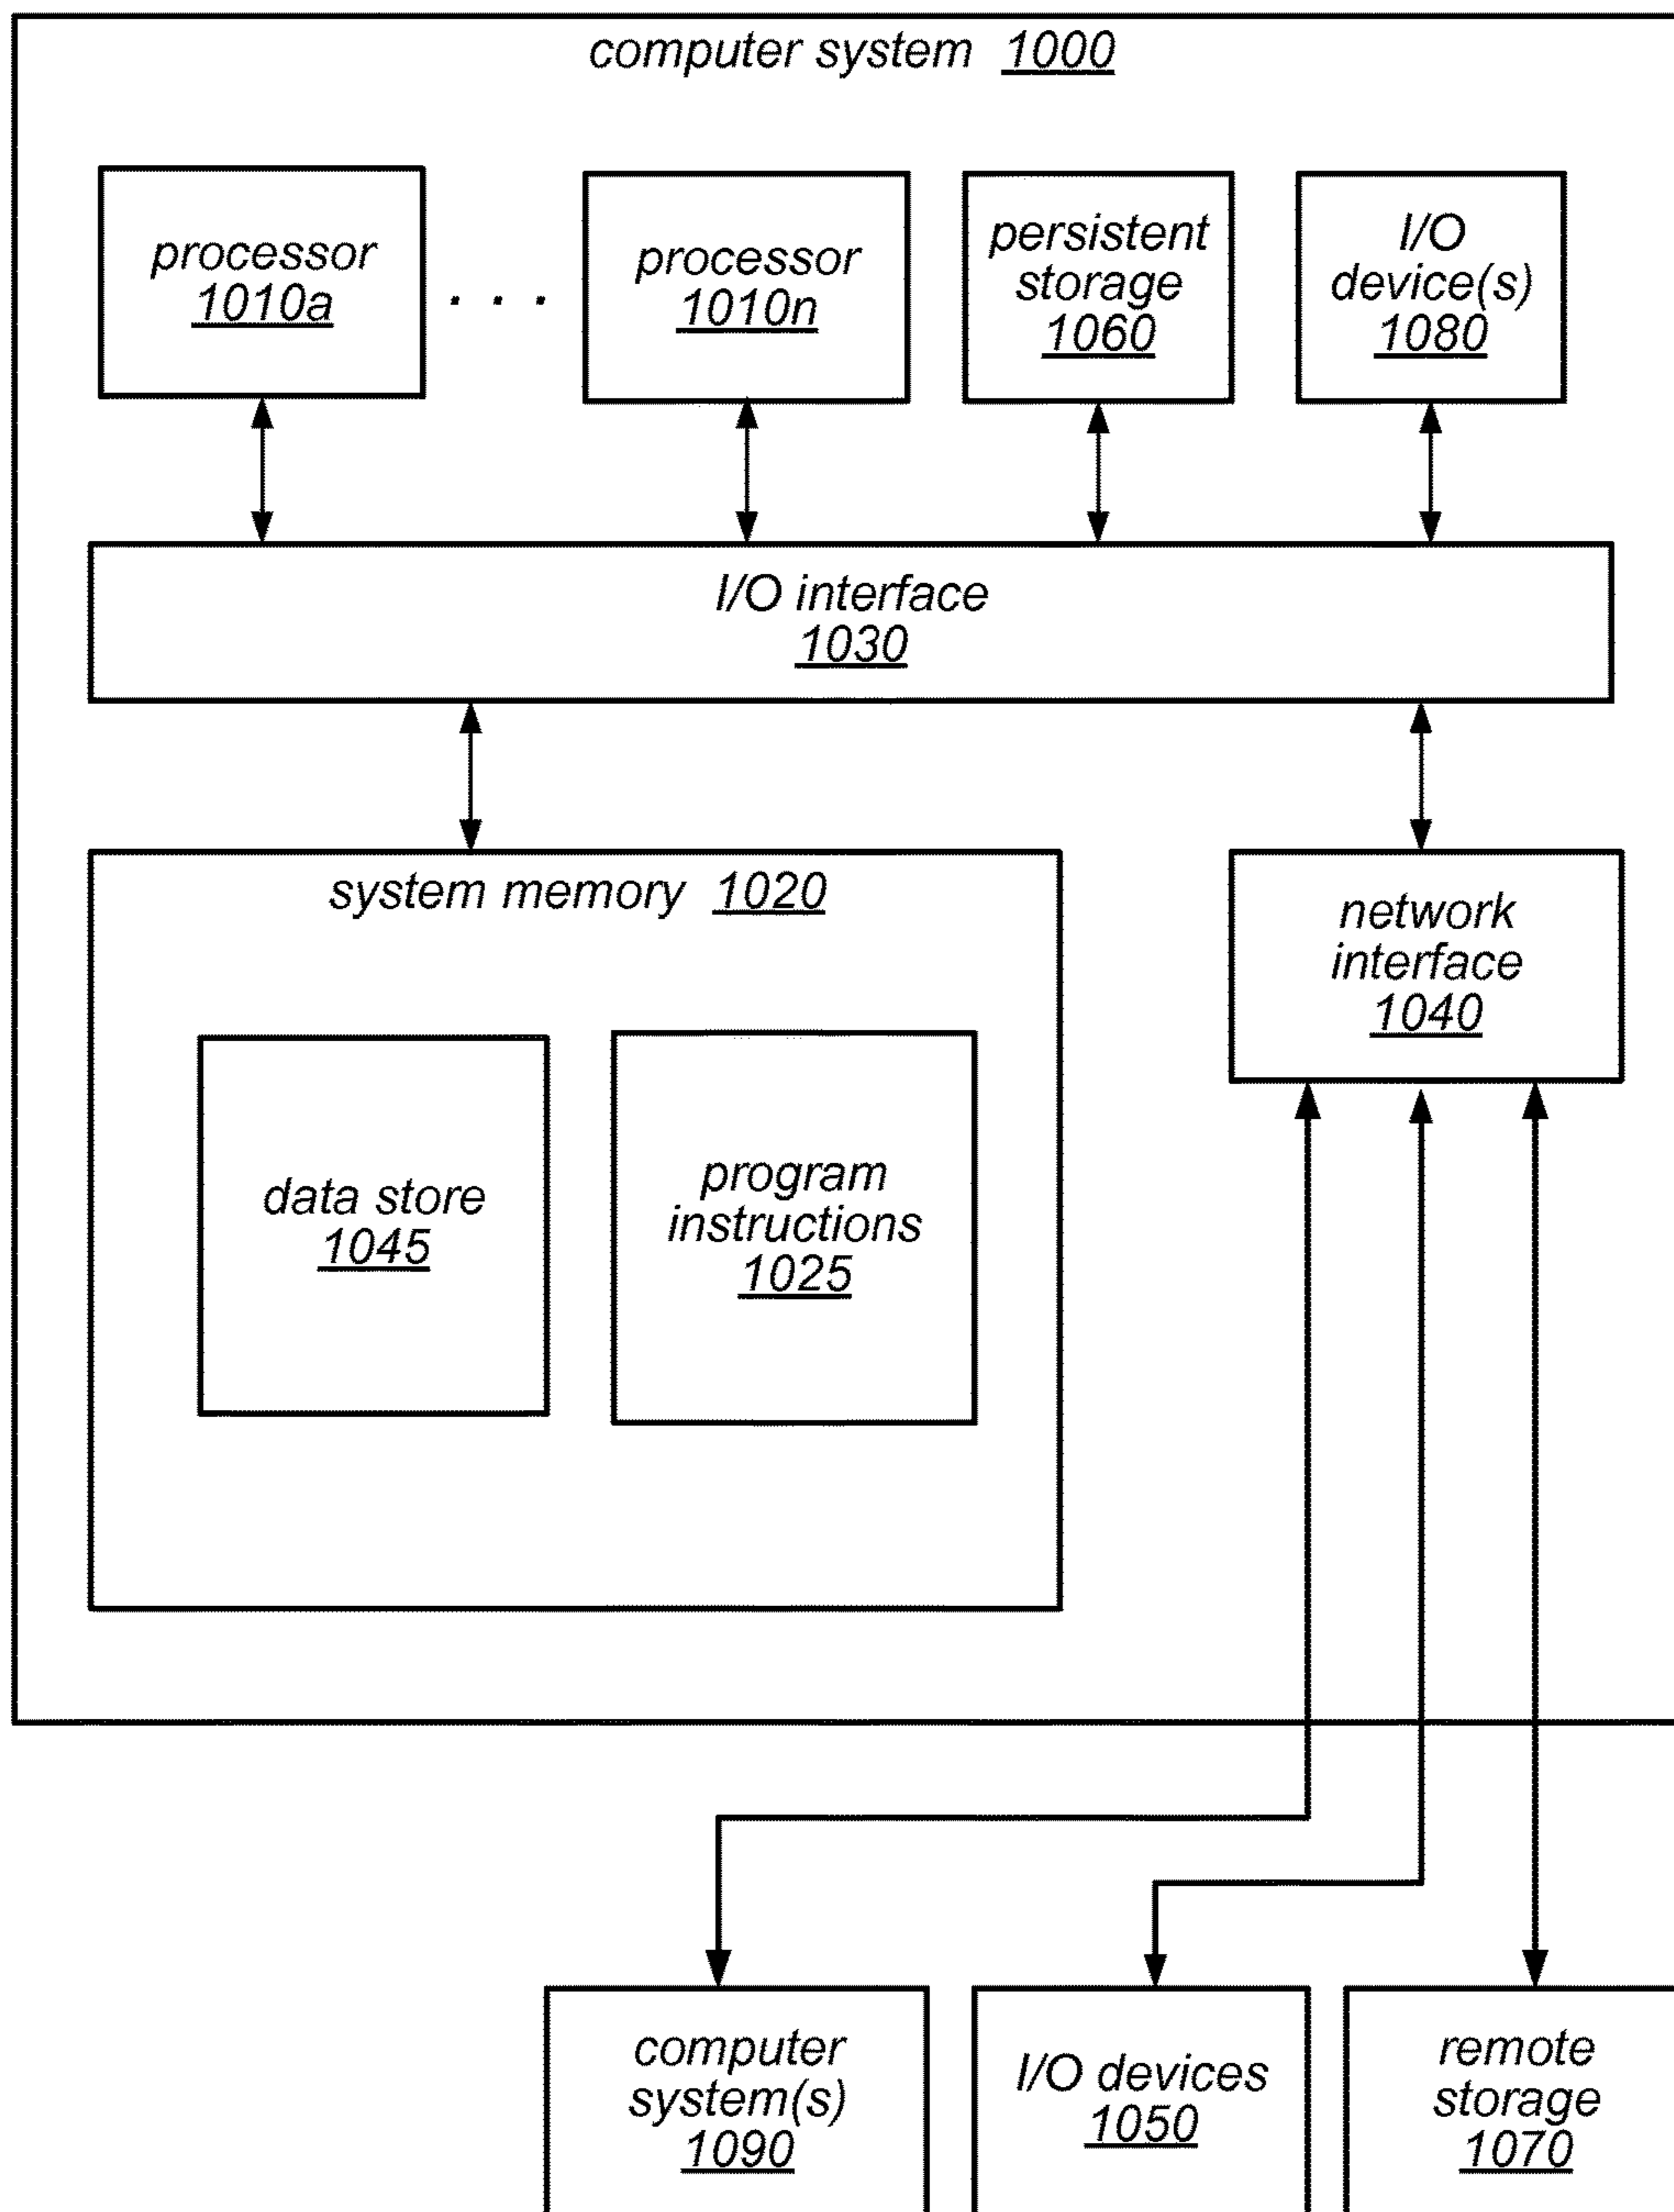 computer system 1000
processor
1010a
. . .
processor
1010n
persistent
storage
1060
I/O
device(s)
1080
I/O interface
1030
system memory 1020
network
interface
1040
data store
1045
program
instructions
1025
computer
system(s)
1090
I/O devices
1050
remote
storage
1070